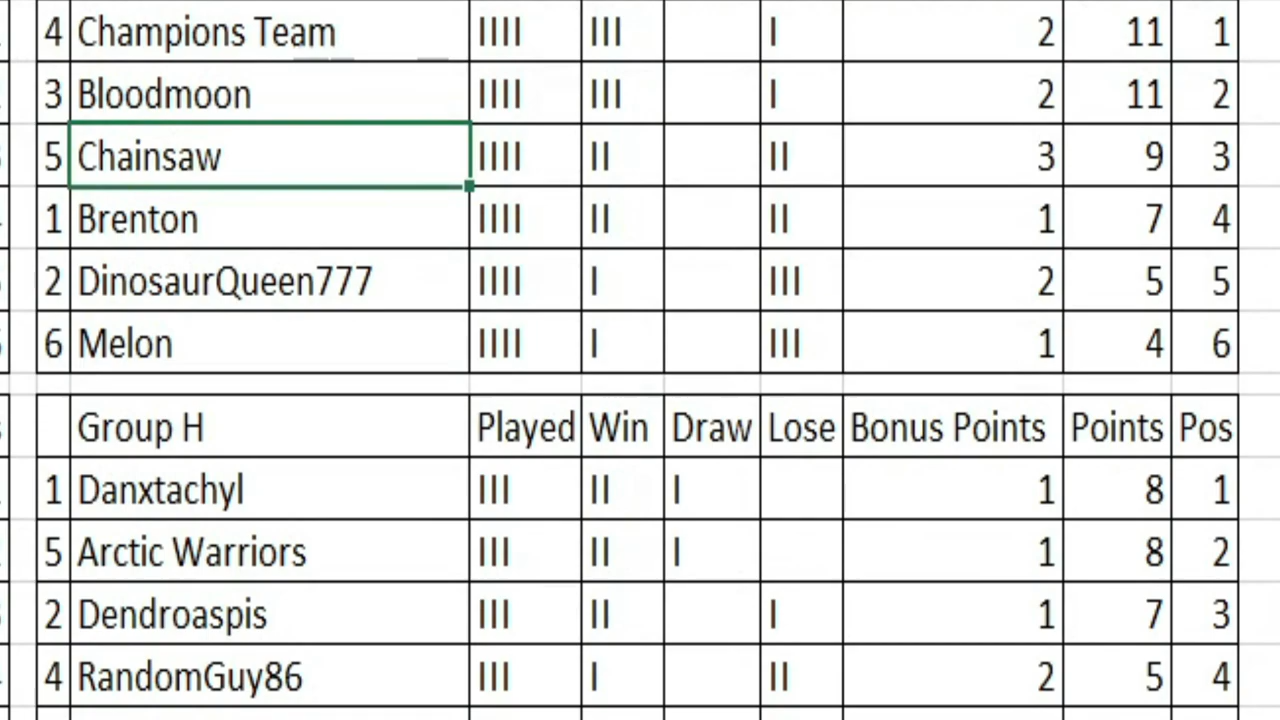 4 Champions Team IIII III I 2 11 1
3 Bloodmoon IIII III I 2 11 2
5 Chainsaw IIII II II 3 9 3
1 Brenton IIII II II 1 7 4
2 DinosaurQueen777 IIII I III 2 5 5
6 Melon IIII I III 1 4 6
Group H Played Win Draw Lose Bonus Points Points Pos
1 Danxtachyl III II I 1 8 1
5 Arctic Warriors III II I 1 8 2
2 Dendroaspis III II I 1 7 3
4 RandomGuy86 III I II 2 5 4